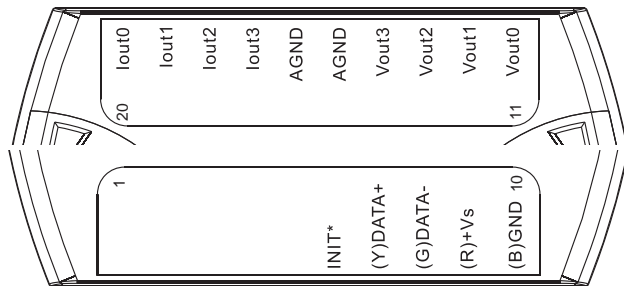 Iout0
Iout1
Iout2
Iout3
AGND
AGND
Vout3
Vout2
Vout1
Vout0
20
11
1
INIT*
(Y)DATA+
(G)DATA-
(R)+Vs
(B)GND
10